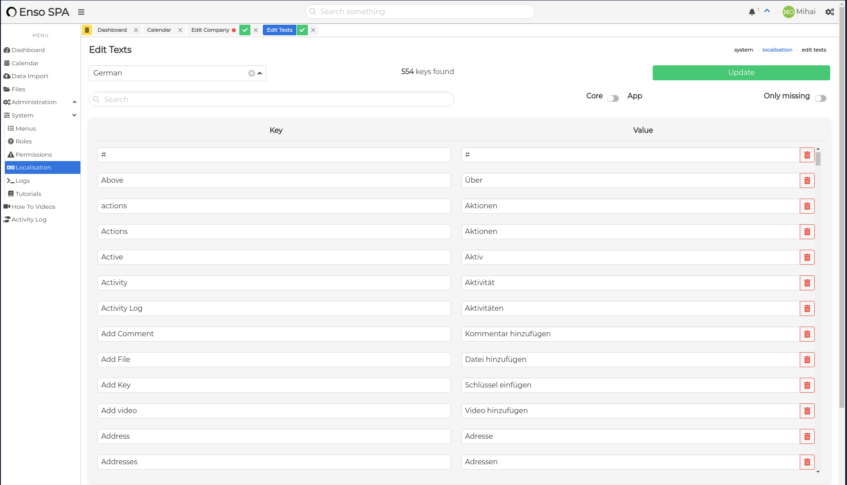 Enso SPA
Search something
1
MO Mihai
MENU
Dashboard
Calendar
Data Import
Files
Administration
System
Menus
Roles
Permissions
Localisation
Logs
Tutorials
How To Videos
Activity Log
Dashboard Calendar Edit Company Edit Texts
Edit Texts
system localisation edit texts
German
554 keys found
Update
Search
Core App
Only missing
Key Value
# #
Above Über
actions Aktionen
Actions Aktionen
Active Aktiv
Activity Aktivität
Activity Log Aktivitäten
Add Comment Kommentar hinzufügen
Add File Datei hinzufügen
Add Key Schlüssel einfügen
Add video Video hinzufügen
Address Adresse
Addresses Adressen